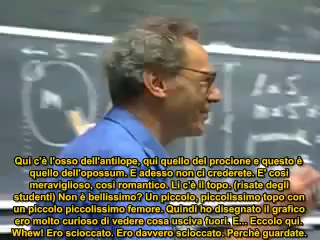 Qui c'è l'osso dell'antilope, qui quello del procione e questo è
quello dell'opossum. E adesso non ci crederete. E' così
meraviglioso, così romantico. Lì c'è il topo. (risate degli
studenti) Non è bellissimo? Un piccolo, piccolissimo topo con
un piccolo piccolissimo femore. Quindi ho disegnato il grafico
ero molto curioso di vedere cosa usciva fuori. E... Eccolo qui.
Whew! Ero scioccato. Ero davvero scioccato. Perchè guardate.